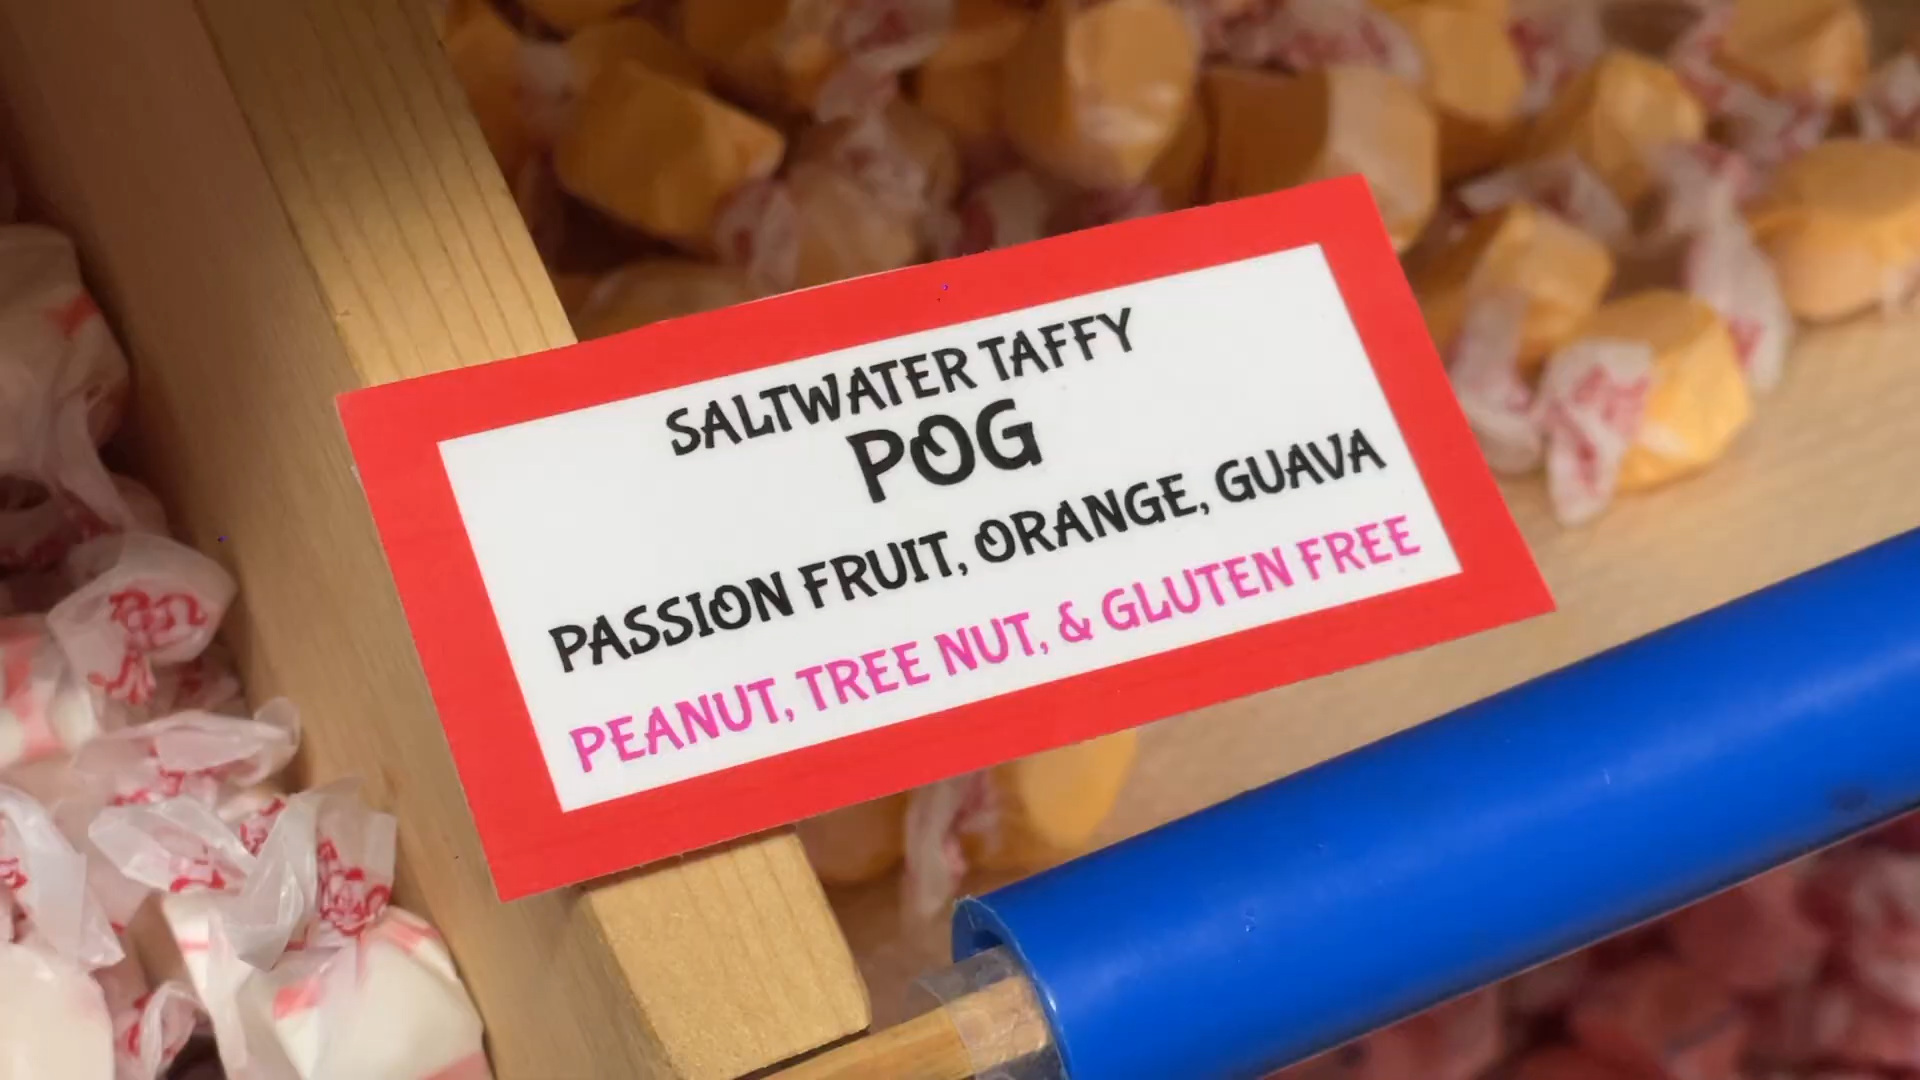 SALTWATER TAFFY
POG
PASSION FRUIT, ORANGE, GUAVA
PEANUT, TREE NUT, & GLUTEN FREE